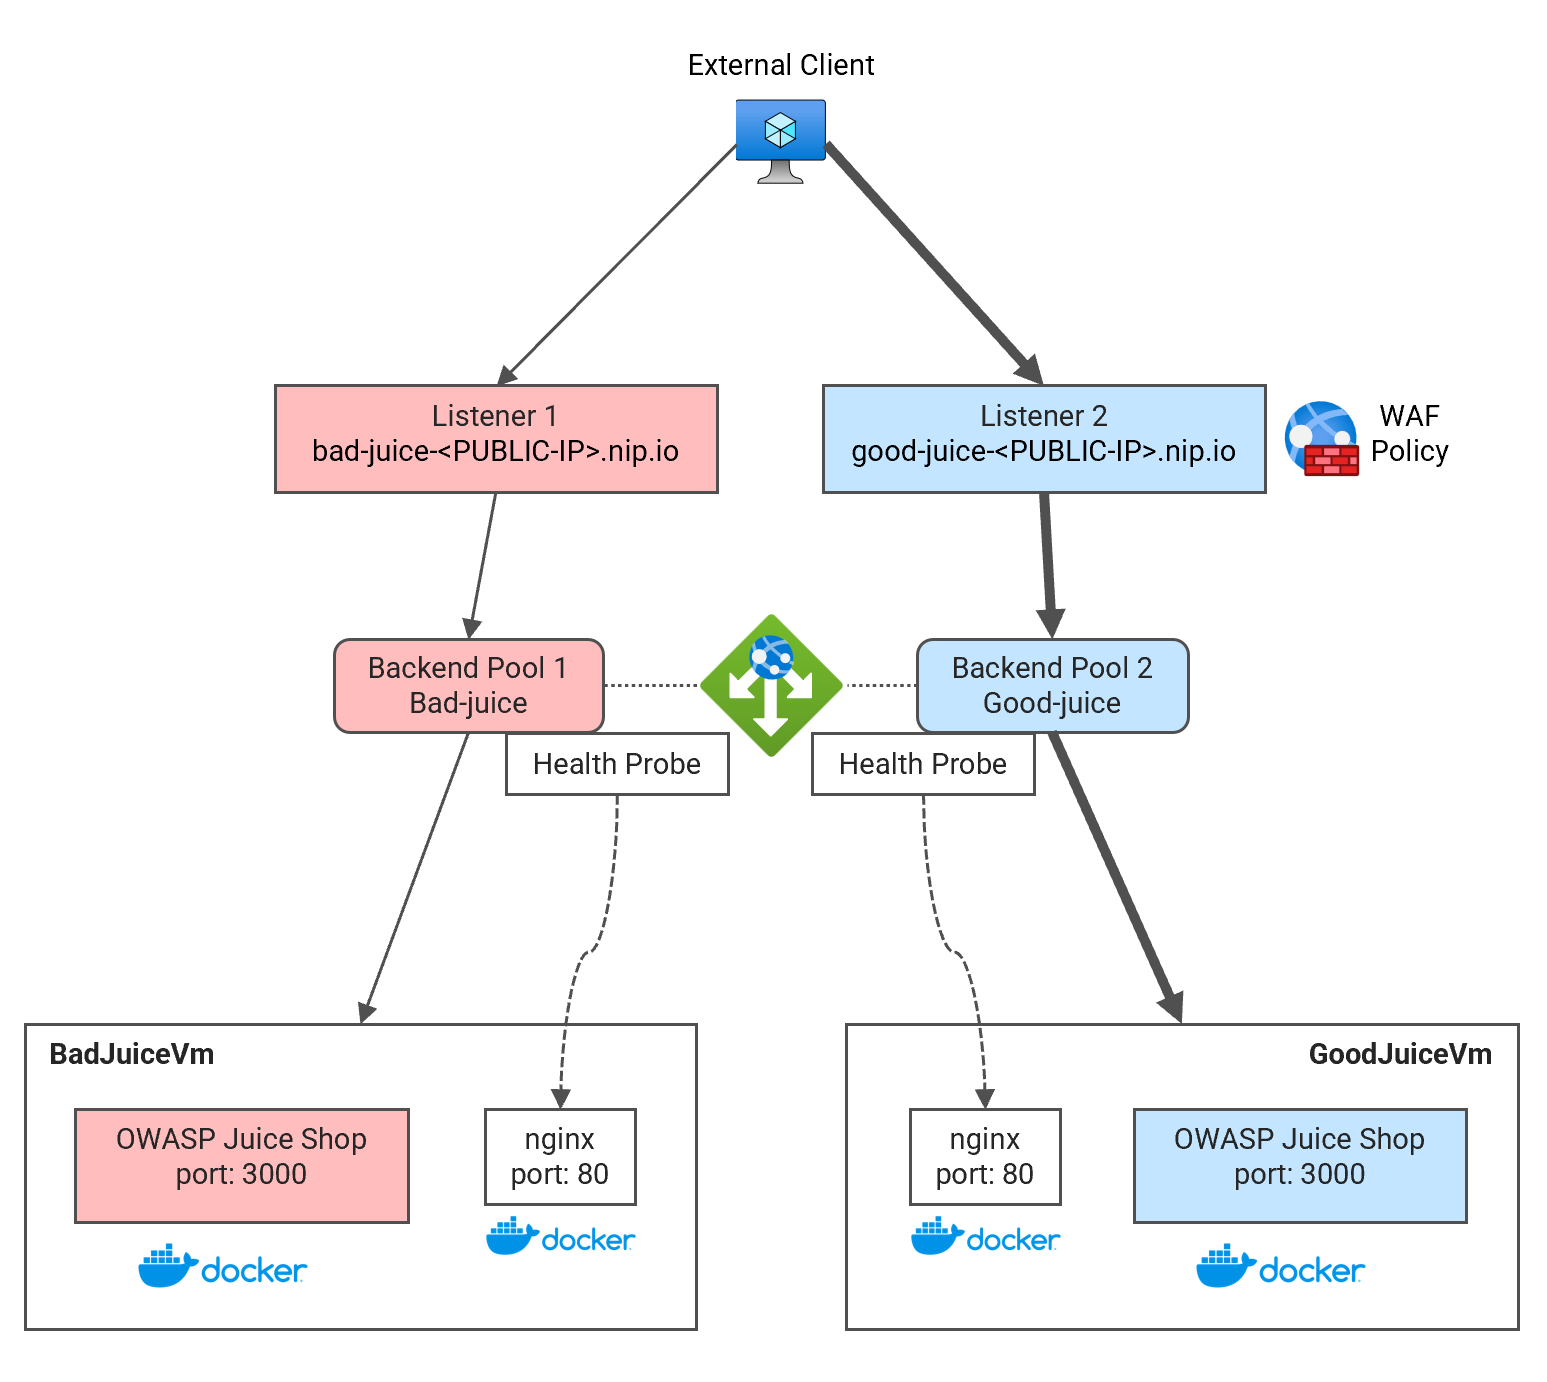 External Client
Listener 1
bad-juice-<PUBLIC-IP>.nip.io
Listener 2
good-juice-<PUBLIC-IP>.nip.io
WAF
Policy
Backend Pool 1
Bad-juice
Backend Pool 2
Good-juice
Health Probe
Health Probe
BadJuiceVm
OWASP Juice Shop
port: 3000
docker
nginx
port: 80
docker
GoodJuiceVm
nginx
port: 80
docker
OWASP Juice Shop
port: 3000
docker